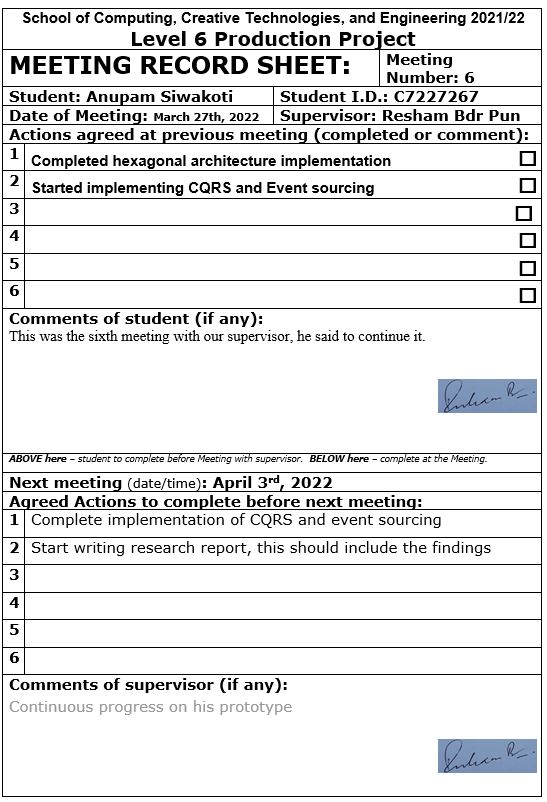 School of Computing, Creative Technologies, and Engineering 2021/22
Level 6 Production Project
MEETING RECORD SHEET:
Meeting
Number: 6
Student: Anupam Siwakoti
Student I.D.: C7227267
Date of Meeting: March 27th, 2022
Supervisor: Resham Bdr Pun
Actions agreed at previous meeting (completed or comment):
1 Completed hexagonal architecture implementation
2 Started implementing CQRS and Event sourcing
3
4
5
6
Comments of student (if any):
This was the sixth meeting with our supervisor, he said to continue it.
ABOVE here – student to complete before Meeting with supervisor. BELOW here – complete at the Meeting.
Next meeting (date/time): April 3rd, 2022
Agreed Actions to complete before next meeting:
1 Complete implementation of CQRS and event sourcing
2 Start writing research report, this should include the findings
3
4
5
6
Comments of supervisor (if any):
Continuous progress on his prototype